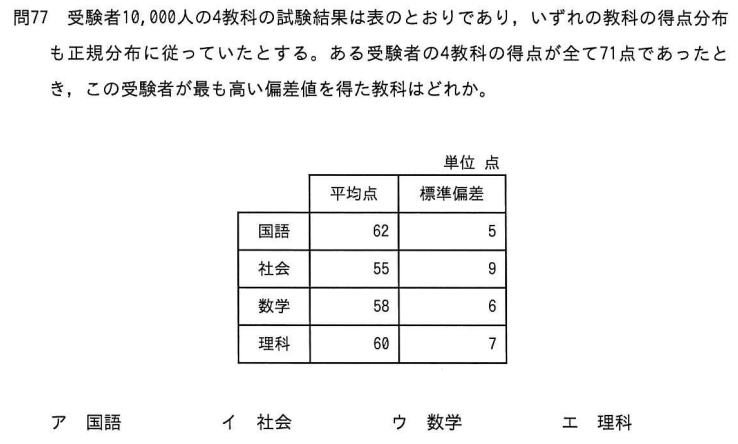 問77 受験者10,000人の4教科の試験結果は表のとおりであり，いずれの教科の得点分布
も正規分布に従っていたとする。ある受験者の4教科の得点が全て71点であったと
き，この受験者が最も高い偏差値を得た教科はどれか。
単位 点
平均点 標準偏差
国語 62 5
社会 55 9
数学 58 6
理科 60 7
ア 国語 イ 社会 ウ 数学 エ 理科